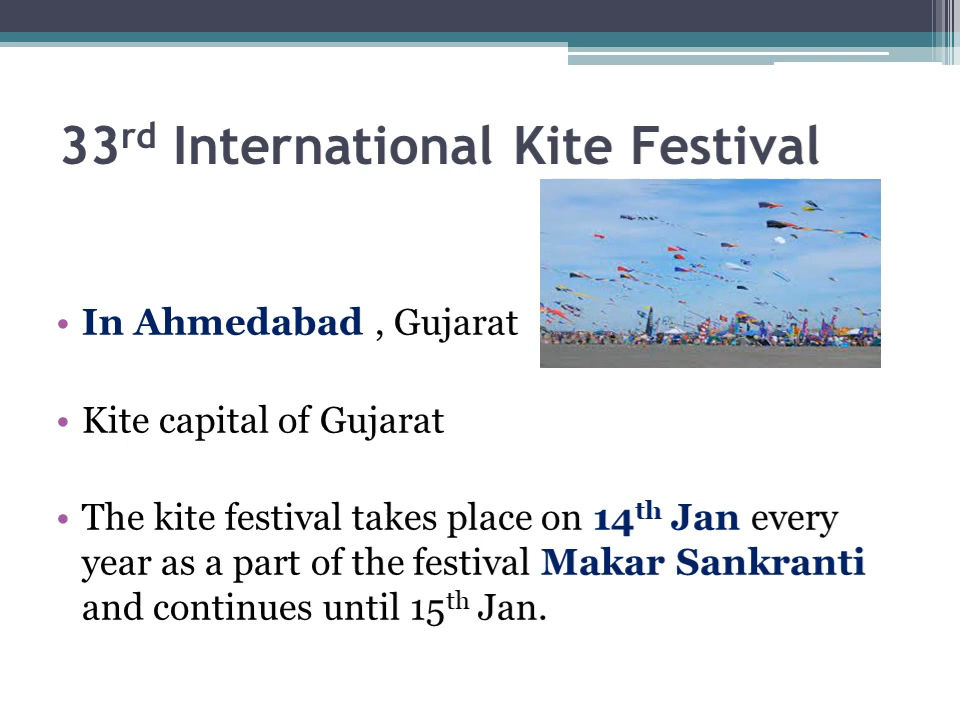 33rd International Kite Festival
• In Ahmedabad , Gujarat
• Kite capital of Gujarat
• The kite festival takes place on 14th Jan every
year as a part of the festival Makar Sankranti
and continues until 15th Jan.